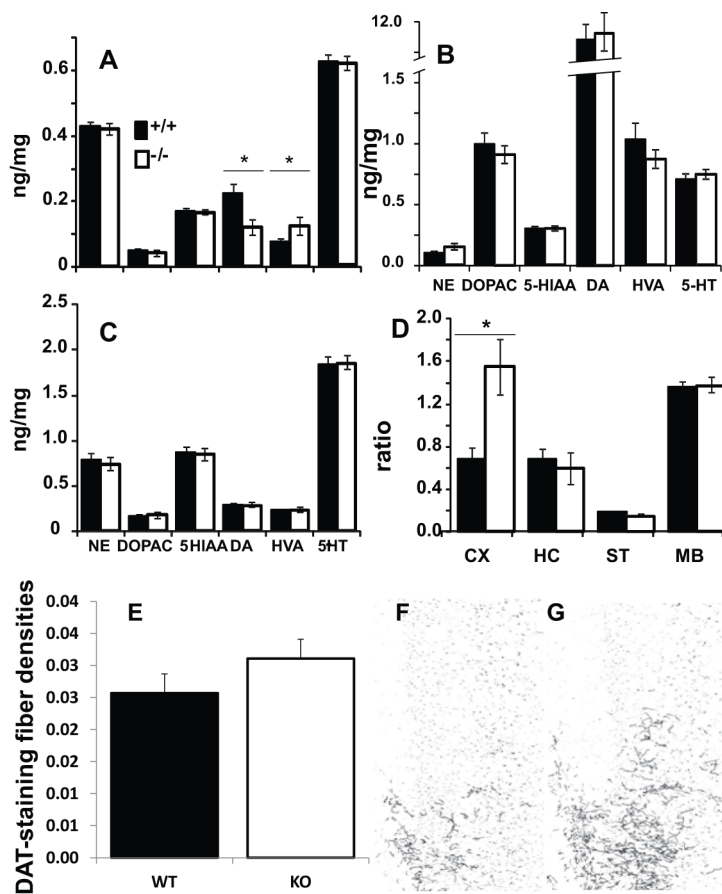 A
ng/mg
0.6
0.4
0.2
0
+/+
-/-
*
*
B
ng/mg
12.0
1.5
1.0
0.5
0.0
NE DOPAC 5-HIAA DA HVA 5-HT
C
ng/mg
2.5
2.0
1.5
1.0
0.5
0
NE DOPAC 5HIAA DA HVA 5HT
D
ratio
2.0
1.6
1.2
0.8
0.4
0.0
*
CX HC ST MB
E
DAT-staining fiber densities
0.04
0.04
0.03
0.03
0.02
0.02
0.01
0.01
0.00
WT KO
F
G